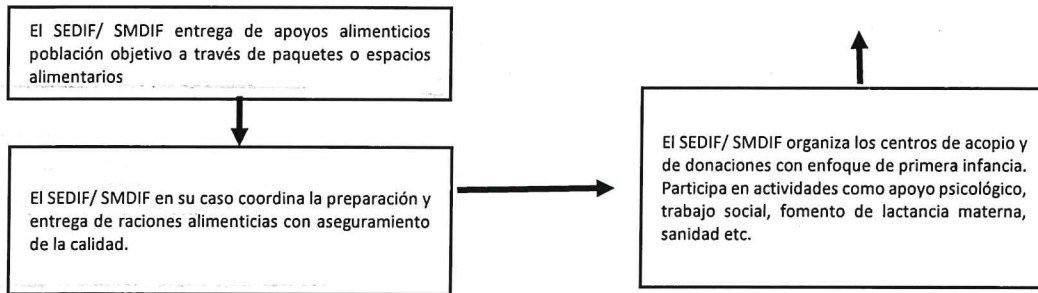 El SEDIF/ SMDIF entrega de apoyos alimenticios
población objetivo a través de paquetes o espacios
alimentarios
El SEDIF/ SMDIF en su caso coordina la preparación y
entrega de raciones alimenticias con aseguramiento
de la calidad.
El SEDIF/ SMDIF organiza los centros de acopio y
de donaciones con enfoque de primera infancia.
Participa en actividades como apoyo psicológico,
trabajo social, fomento de lactancia materna,
sanidad etc.